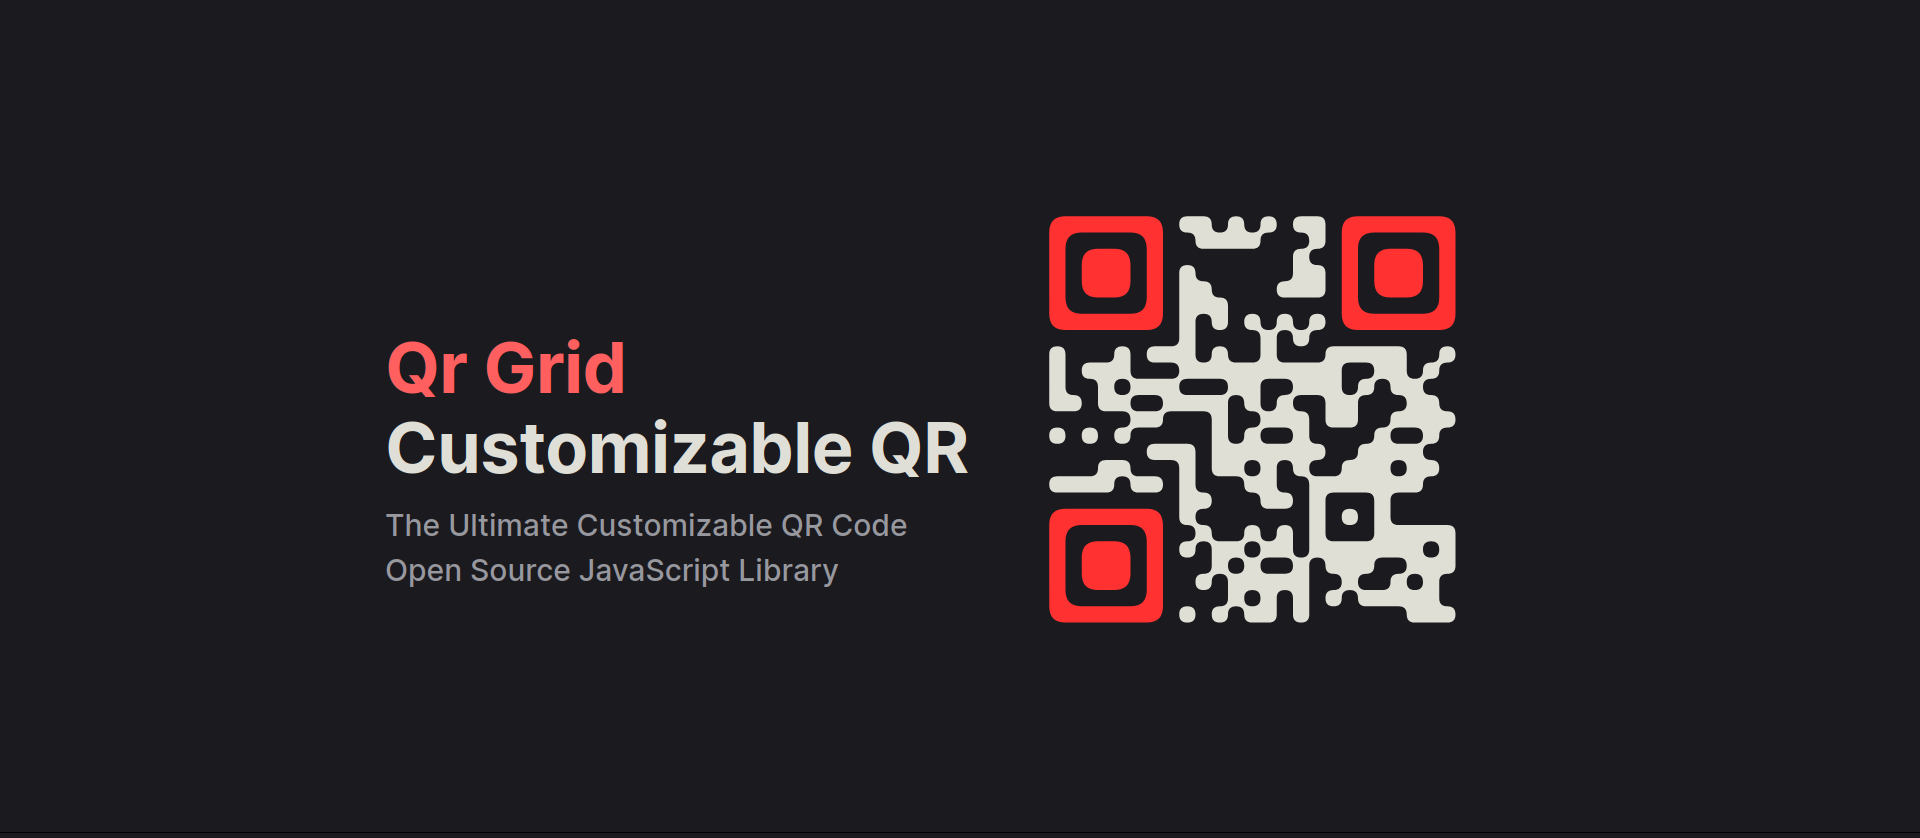 Qr Grid
Customizable QR
The Ultimate Customizable QR Code
Open Source JavaScript Library